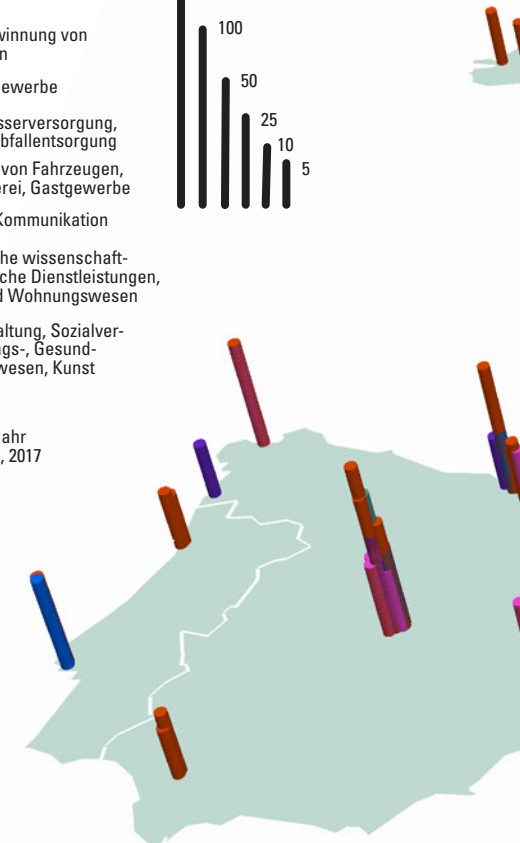 winnung von
n
ewerbe
sserversorgung,
bfallentsorgung
von Fahrzeugen,
erei, Gastgewerbe
Kommunikation
he wissenschaft-
che Dienstleistungen,
d Wohnungswesen
altung, Sozialver-
gs-, Gesund-
wesen, Kunst
ahr
, 2017
100
50
25
10
5